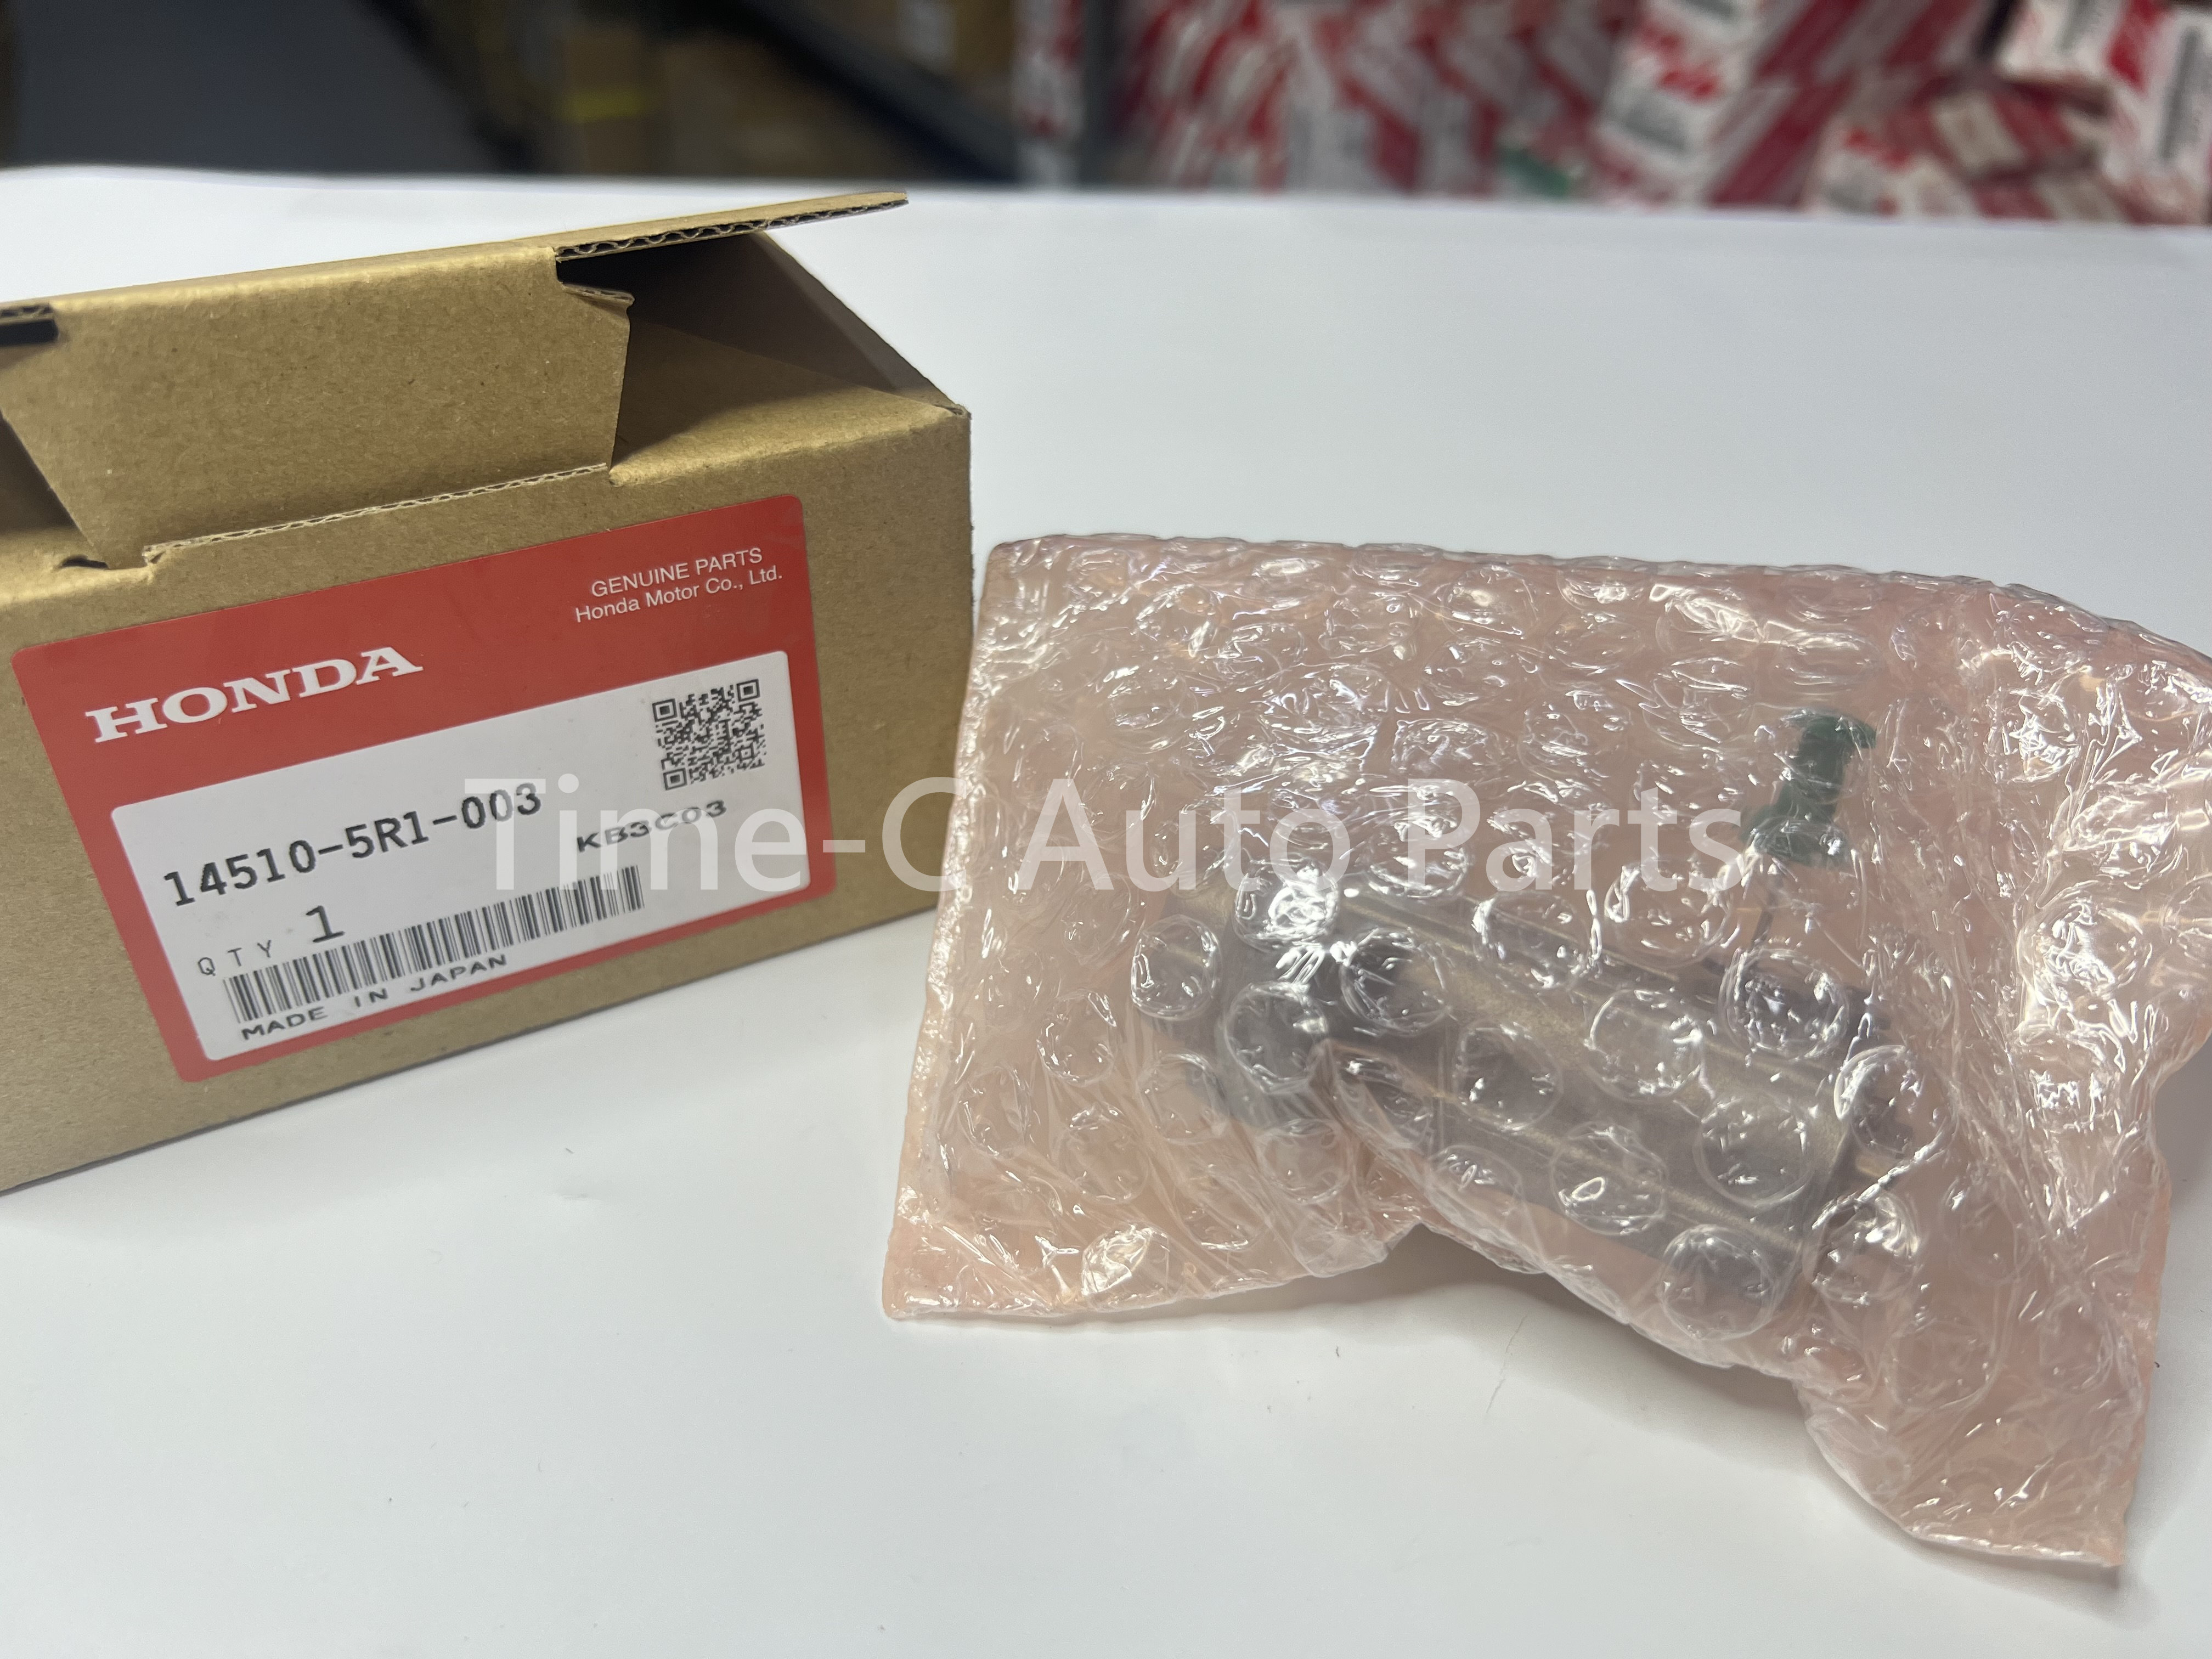 GENUINE PARTS
Honda Motor Co., Ltd.
HONDA
14510-5R1-003
KB3C03
QTY 1
MADE IN JAPAN
Time-C Auto Parts